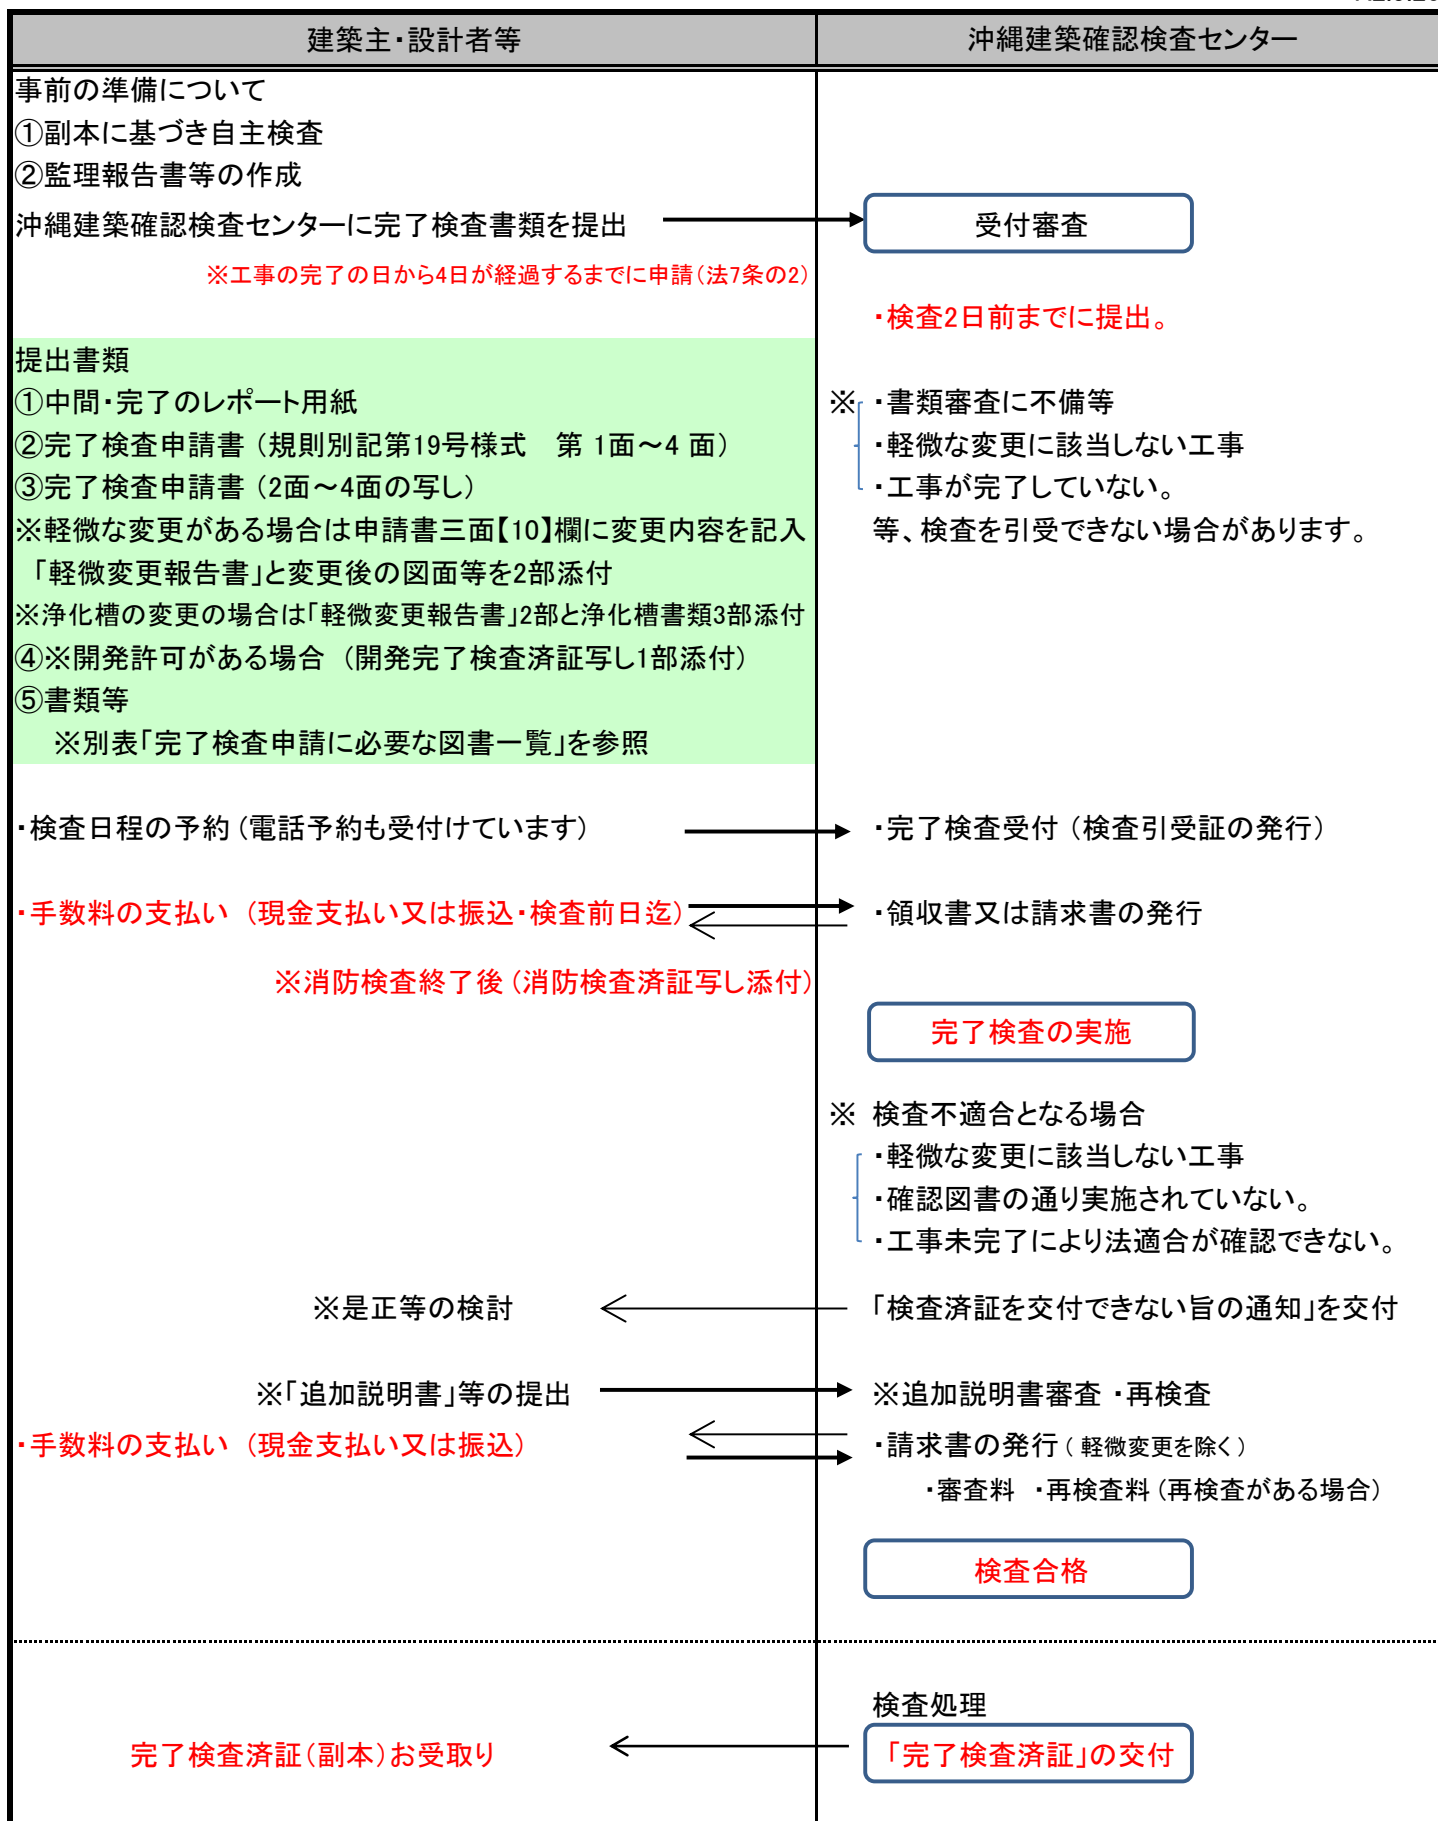 建築主・設計者等
沖縄建築確認検査センター
事前の準備について
①副本に基づき自主検査
②監理報告書等の作成
沖縄建築確認検査センターに完了検査書類を提出
受付審査
※工事の完了の日から4日が経過するまでに申請（法7条の2）
・検査2日前までに提出。
提出書類
①中間・完了のレポート用紙
②完了検査申請書（規則別記第19号様式　第 1面～4 面）
③完了検査申請書（2面～4面の写し）
※軽微な変更がある場合は申請書三面【10】欄に変更内容を記入
「軽微変更報告書」と変更後の図面等を2部添付
※浄化槽の変更の場合は「軽微変更報告書」2部と浄化槽書類3部添付
④※開発許可がある場合（開発完了検査済証写し1部添付）
⑤書類等
※別表「完了検査申請に必要な図書一覧」を参照
※ ・書類審査に不備等
・軽微な変更に該当しない工事
・工事が完了していない。
等、検査を引受できない場合があります。
・検査日程の予約（電話予約も受付けています）
・完了検査受付（検査引受証の発行）
・手数料の支払い（現金支払い又は振込・検査前日迄）
・領収書又は請求書の発行
※消防検査終了後（消防検査済証写し添付）
完了検査の実施
※ 検査不適合となる場合
・軽微な変更に該当しない工事
・確認図書の通り実施されていない。
・工事未完了により法適合が確認できない。
※是正等の検討
「検査済証を交付できない旨の通知」を交付
※「追加説明書」等の提出
※追加説明書審査 ・再検査
・手数料の支払い（現金支払い又は振込）
・請求書の発行（ 軽微変更を除く）
・審査料　・再検査料（再検査がある場合）
検査合格
検査処理
完了検査済証（副本）お受取り
「完了検査済証」の交付